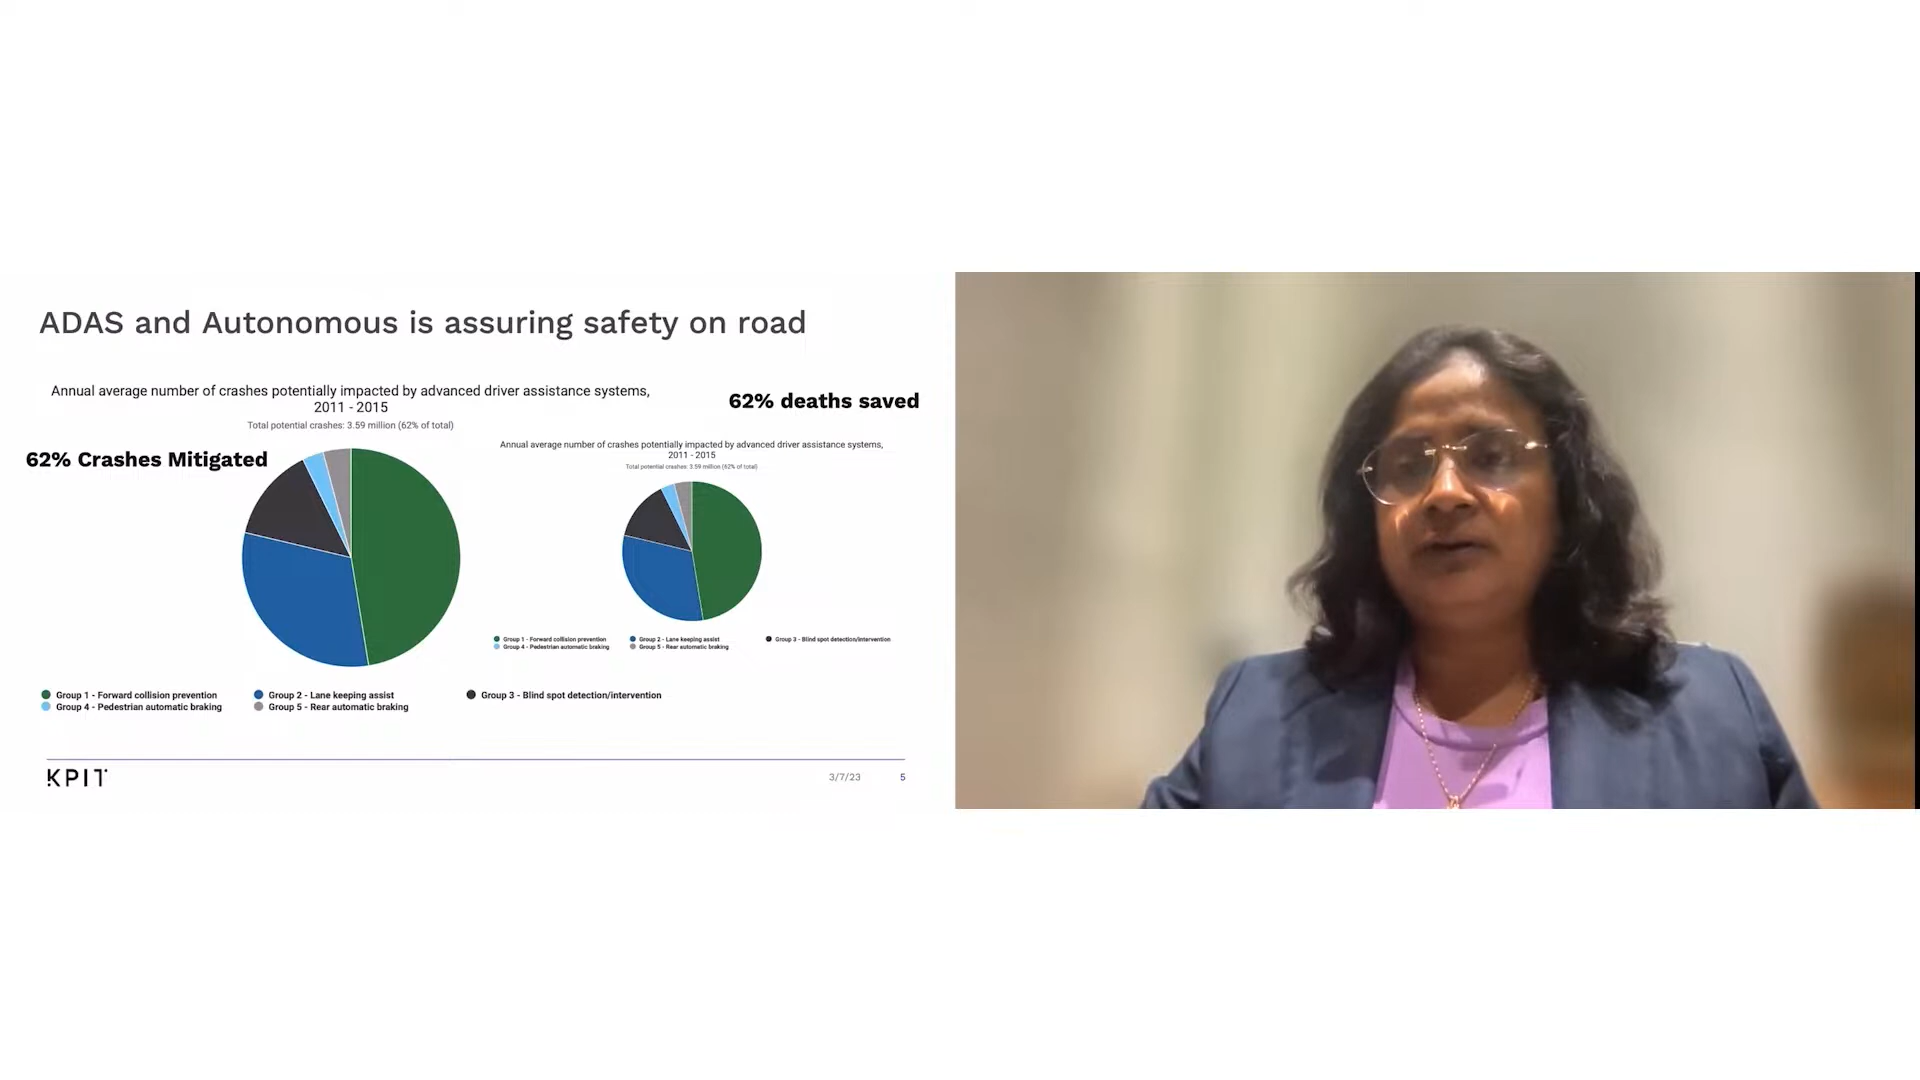 ADAS and Autonomous is assuring safety on road
Annual average number of crashes potentially impacted by advanced driver assistance systems,
2011 - 2015
Total potential crashes: 3.59 million (62% of total)
62% Crashes Mitigated
Group 1 - Forward collision prevention
Group 2 - Lane keeping assist
Group 3 - Blind spot detection/intervention
Group 4 - Pedestrian automatic braking
Group 5 - Rear automatic braking
62% deaths saved
Annual average number of crashes potentially impacted by advanced driver assistance systems,
2011 - 2015
Total potential crashes: 3.59 million (62% of total)
Group 1 - Forward collision prevention
Group 2 - Lane keeping assist
Group 3 - Blind spot detection/intervention
Group 4 - Pedestrian automatic braking
Group 5 - Rear automatic braking
KPIT
3/7/23
5